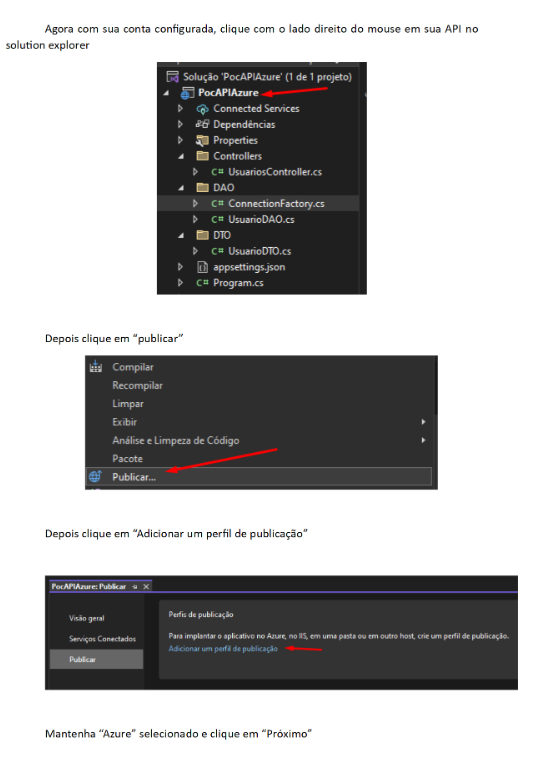 Agora com sua conta configurada, clique com o lado direito do mouse em sua API no
solution explorer
Solução 'PocAPIAzure' (1 de 1 projeto)
PocAPIAzure
Connected Services
Dependências
Properties
Controllers
C# UsuariosController.cs
DAO
C# ConnectionFactory.cs
C# UsuarioDAO.cs
DTO
C# UsuarioDTO.cs
appsettings.json
C# Program.cs
Depois clique em “publicar”
Compilar
Recompilar
Limpar
Exibir
Análise e Limpeza de Código
Pacote
Publicar...
Depois clique em “Adicionar um perfil de publicação”
PocAPIAzure: Publicar
Visão geral
Serviços Conectados
Publicar
Perfis de publicação
Para implantar o aplicativo no Azure, no IIS, em uma pasta ou em outro host, crie um perfil de publicação.
Adicionar um perfil de publicação
Mantenha “Azure” selecionado e clique em “Próximo”